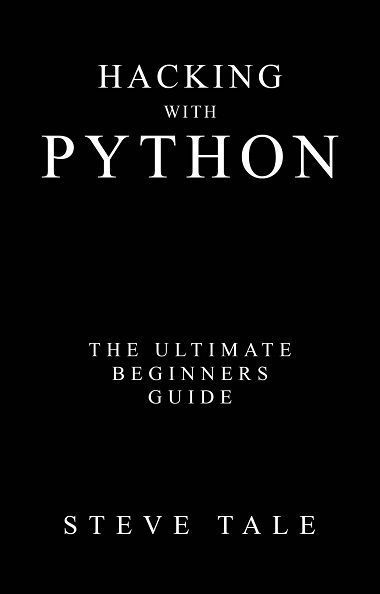 HACKING
WITH
PYTHON
THE ULTIMATE
BEGINNERS
GUIDE
STEVE TALE